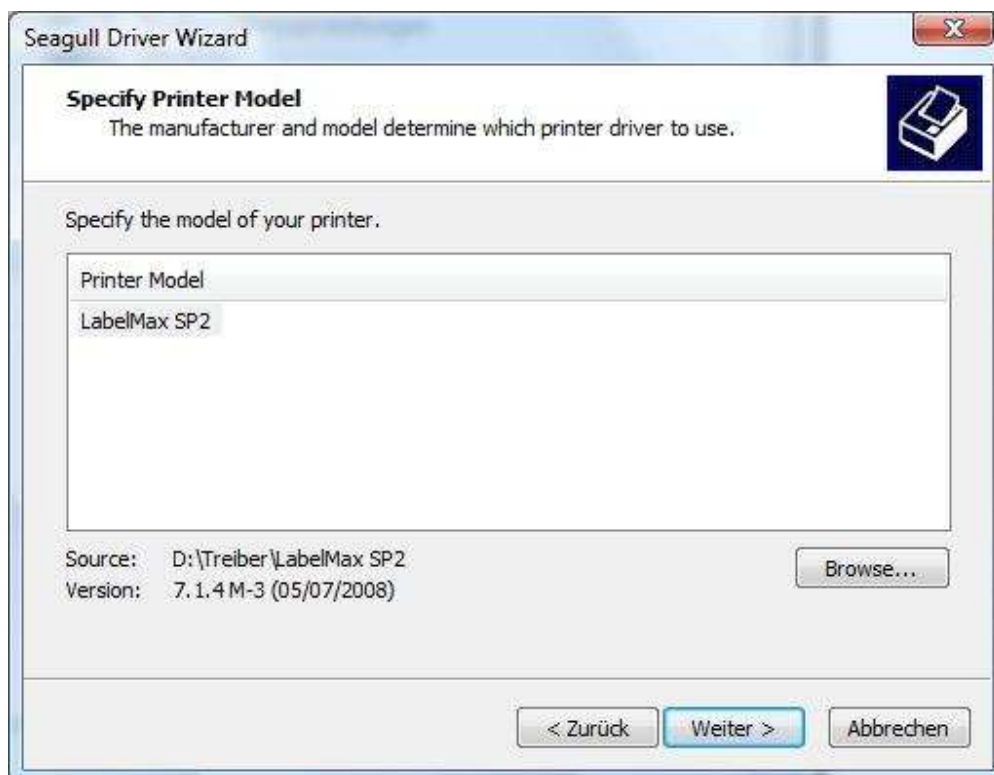 Seagull Driver Wizard
Specify Printer Model
The manufacturer and model determine which printer driver to use.
Specify the model of your printer.
Printer Model
LabelMax SP2
Source: D:\Treiber\LabelMax SP2
Browse...
Version: 7.1.4 M-3 (05/07/2008)
< Zurück Weiter > Abbrechen